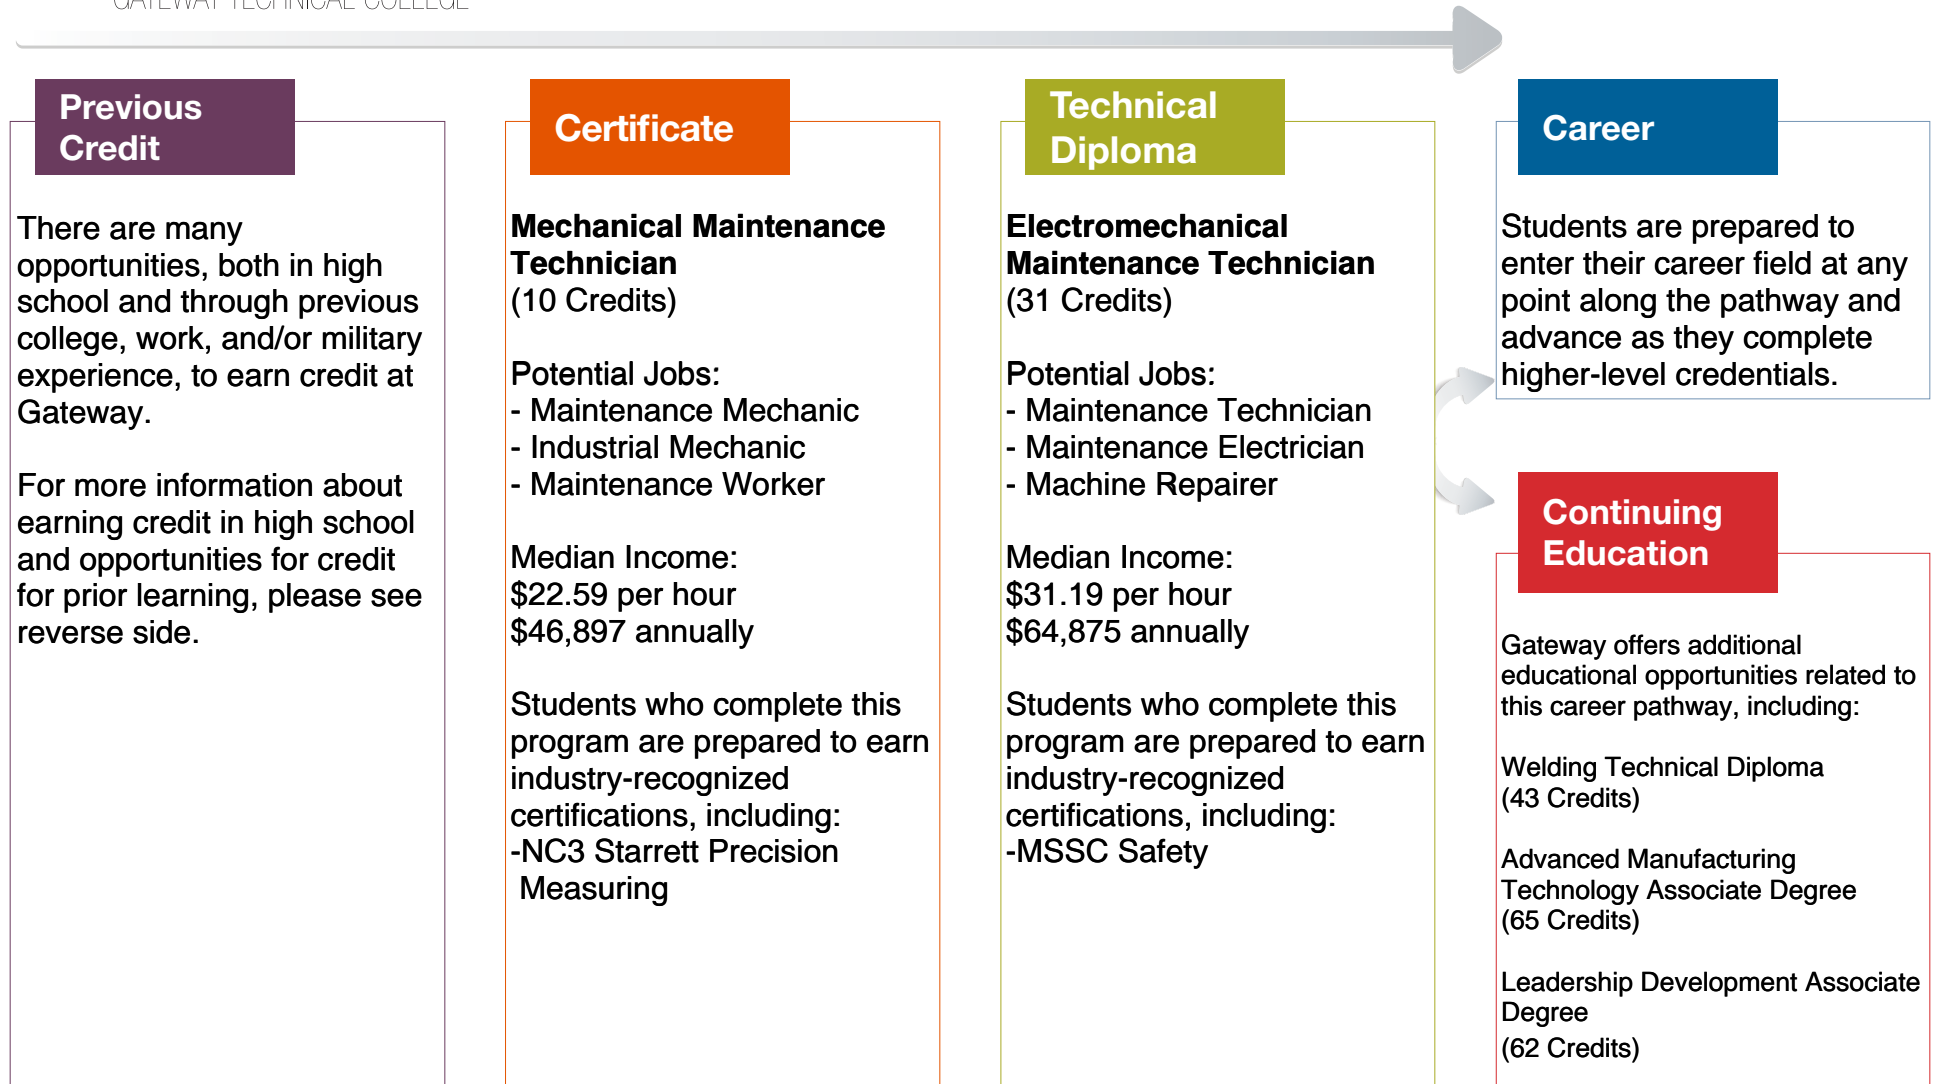 GATEWAY TECHNICAL COLLEGE
Previous
Credit
There are many
opportunities, both in high
school and through previous
college, work, and/or military
experience, to earn credit at
Gateway.
For more information about
earning credit in high school
and opportunities for credit
for prior learning, please see
reverse side.
Certificate
Mechanical Maintenance
Technician
(10 Credits)
Potential Jobs:
- Maintenance Mechanic
- Industrial Mechanic
- Maintenance Worker
Median Income:
$22.59 per hour
$46,897 annually
Students who complete this
program are prepared to earn
industry-recognized
certifications, including:
-NC3 Starrett Precision
Measuring
Technical
Diploma
Electromechanical
Maintenance Technician
(31 Credits)
Potential Jobs:
- Maintenance Technician
- Maintenance Electrician
- Machine Repairer
Median Income:
$31.19 per hour
$64,875 annually
Students who complete this
program are prepared to earn
industry-recognized
certifications, including:
-MSSC Safety
Career
Students are prepared to
enter their career field at any
point along the pathway and
advance as they complete
higher-level credentials.
Continuing
Education
Gateway offers additional
educational opportunities related to
this career pathway, including:
Welding Technical Diploma
(43 Credits)
Advanced Manufacturing
Technology Associate Degree
(65 Credits)
Leadership Development Associate
Degree
(62 Credits)